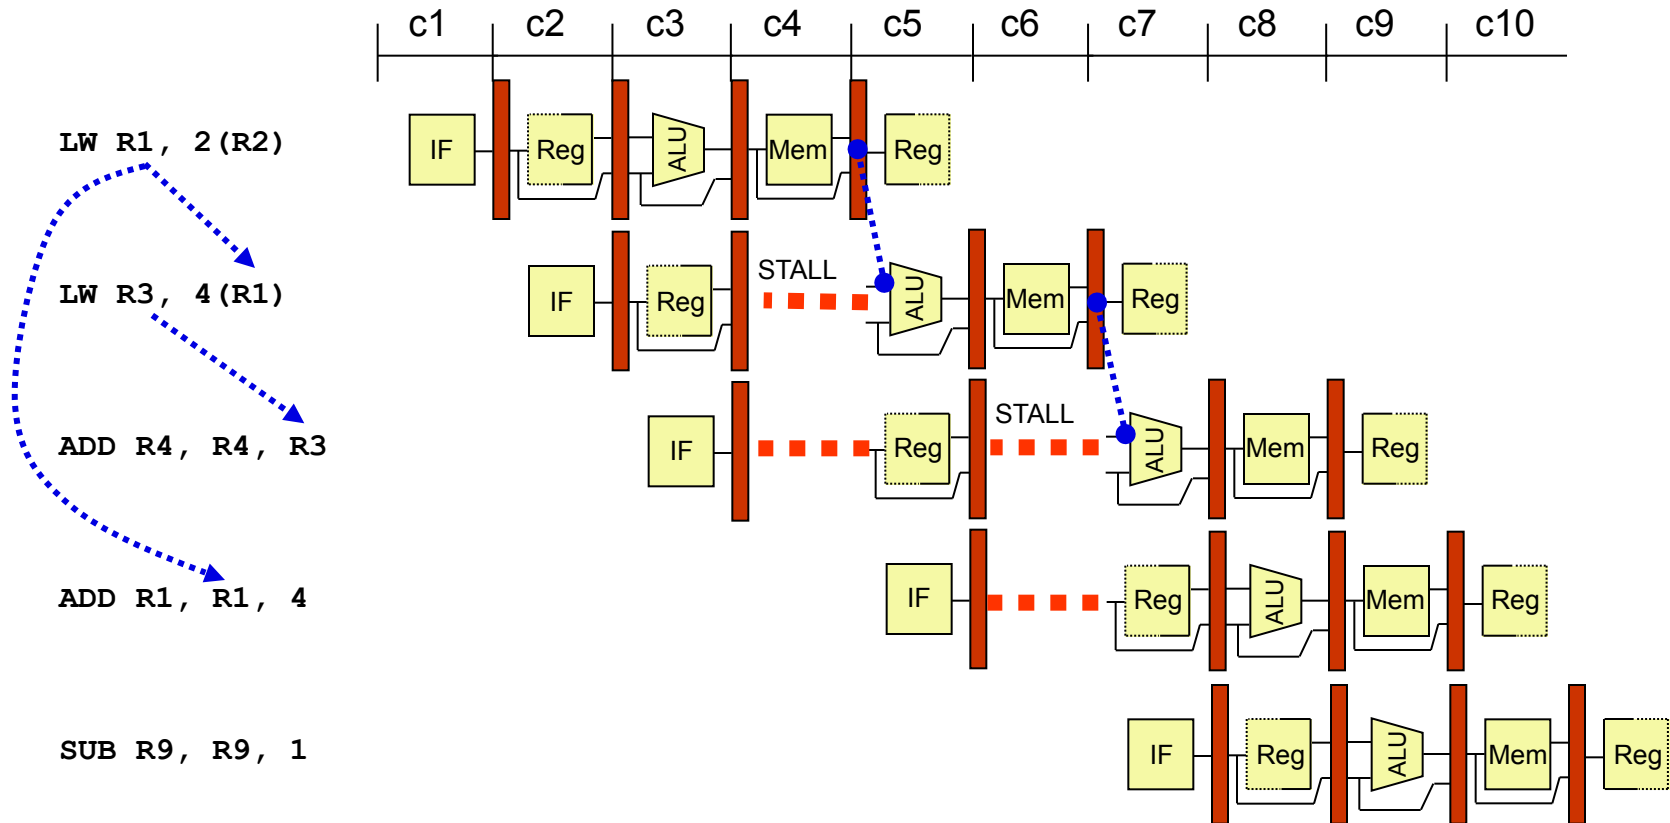 c1 c2 c3 c4 c5 c6 c7 c8 c9 c10
LW R1, 2(R2) IF Reg ALU Mem Reg
LW R3, 4(R1) IF Reg STALL ALU Mem Reg
ADD R4, R4, R3 IF Reg STALL ALU Mem Reg
ADD R1, R1, 4 IF Reg ALU Mem Reg
SUB R9, R9, 1 IF Reg ALU Mem Reg